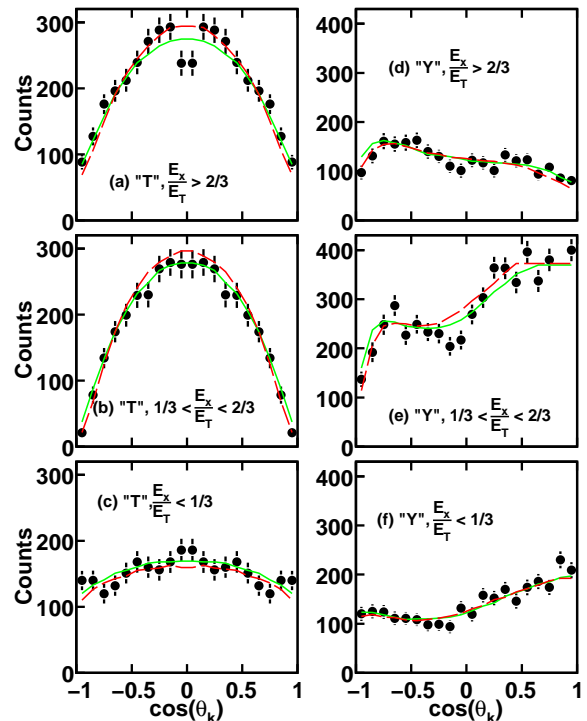 300
200
100
0
Counts
(a) "T", E_x/E_T > 2/3
400
300
200
100
0
(d) "Y", E_x/E_T > 2/3
300
200
100
0
Counts
(b) "T", 1/3 < E_x/E_T < 2/3
400
300
200
100
0
(e) "Y", 1/3 < E_x/E_T < 2/3
300
200
100
0
Counts
(c) "T", E_x/E_T < 1/3
400
300
200
100
0
(f) "Y", E_x/E_T < 1/3
−1 −0.5 0 0.5 1
cos(θ_k)
−1 −0.5 0 0.5 1
cos(θ_k)